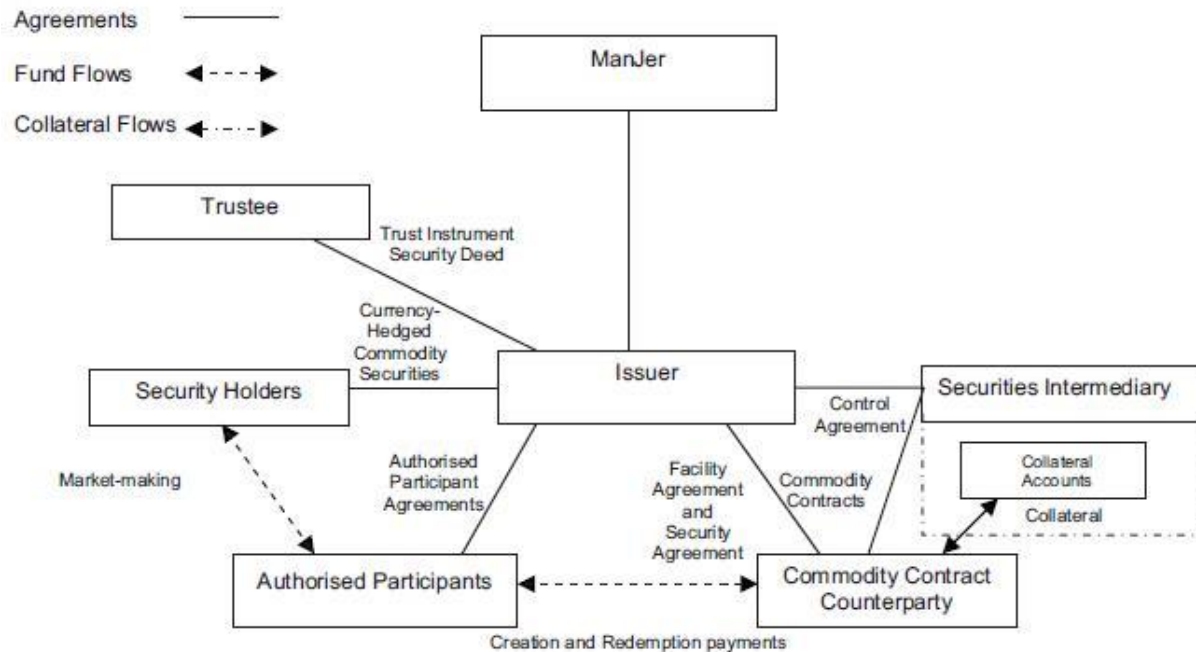 Agreements
Fund Flows
Collateral Flows
ManJer
Trustee
Trust Instrument
Security Deed
Currency-
Hedged
Commodity
Securities
Issuer
Security Holders
Securities Intermediary
Control
Agreement
Collateral
Accounts
Collateral
Market-making
Authorised
Participant
Agreements
Facility
Agreement
and
Security
Agreement
Commodity
Contracts
Authorised Participants
Commodity Contract
Counterparty
Creation and Redemption payments